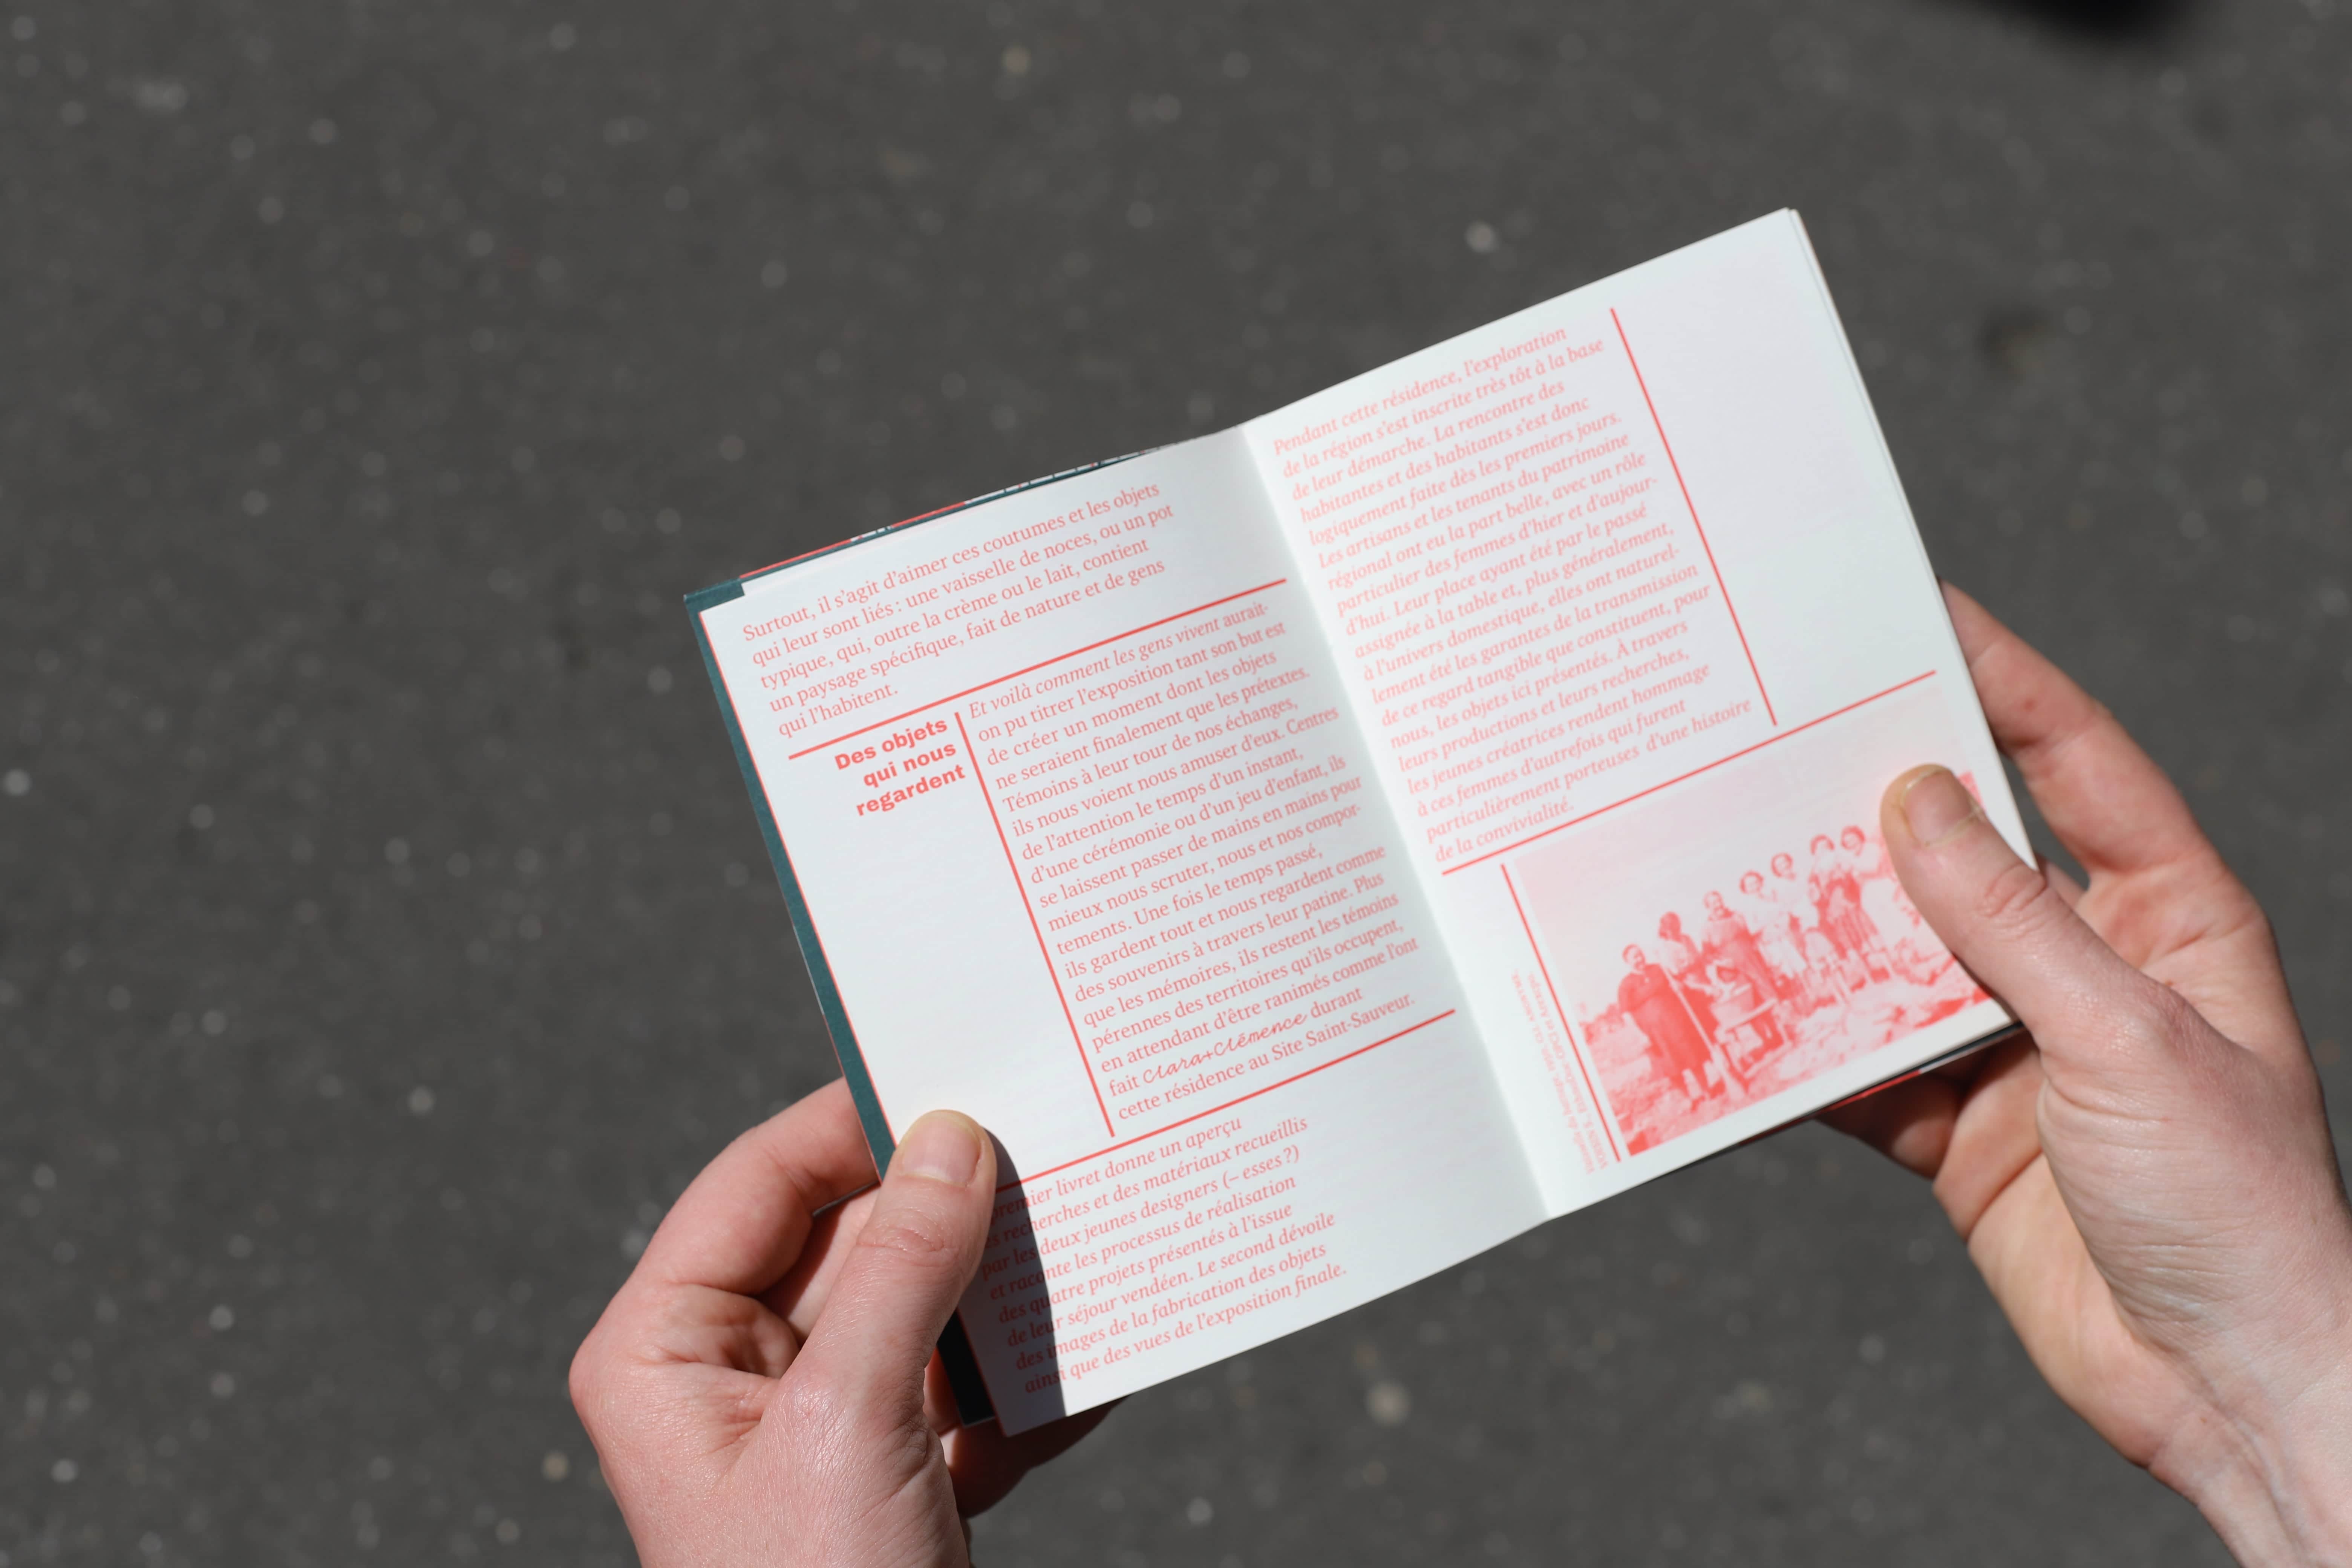 Surtout, il s'agit d'aimer ces coutumes et les objets
qui leur sont liés : une vaisselle de noces, ou un pot
typique, qui, outre la crème ou le lait, contient
un paysage spécifique, fait de nature et de gens
qui l'habitent.
Des objets
qui nous
regardent
Et voilà comment les gens vivent aurait-
on pu titrer l'exposition tant son but est
de créer un moment dont les objets
ne seraient finalement que les prétextes.
Témoins à leur tour de nos échanges,
ils nous voient nous amuser d'eux. Centres
de l'attention le temps d'un instant,
d'une cérémonie ou d'un jeu d'enfant, ils
se laissent passer de mains en mains pour
mieux nous scruter, nous et nos compor-
tements. Une fois le temps passé,
ils gardent tout et nous regardent comme
des souvenirs à travers leur patine. Plus
que les mémoires, ils restent les témoins
pérennes des territoires qu'ils occupent,
en attendant d'être ranimés comme l'ont
fait Clara+Clémence durant
cette résidence au Site Saint-Sauveur.
premier livret donne un aperçu
recherches et des matériaux recueillis
par les deux jeunes designers (– esses ?)
et raconte les processus de réalisation
des quatre projets présentés à l'issue
de leur séjour vendéen. Le second dévoile
des images de la fabrication des objets
ainsi que des vues de l'exposition finale.
Pendant cette résidence, l'exploration
de la région s'est inscrite très tôt à la base
de leur démarche. La rencontre des
habitantes et des habitants s'est donc
logiquement faite dès les premiers jours.
Les artisans et les tenants du patrimoine
régional ont eu la part belle, avec un rôle
particulier des femmes d'hier et d'aujour-
d'hui. Leur place ayant été par le passé
assignée à la table et, plus généralement,
à l'univers domestique, elles ont naturel-
lement été les garantes de la transmission
de ce regard tangible que constituent, pour
nous, les objets ici présentés. À travers
leurs productions et leurs recherches,
les jeunes créatrices rendent hommage
à ces femmes d'autrefois qui furent
particulièrement porteuses d'une histoire
de la convivialité.